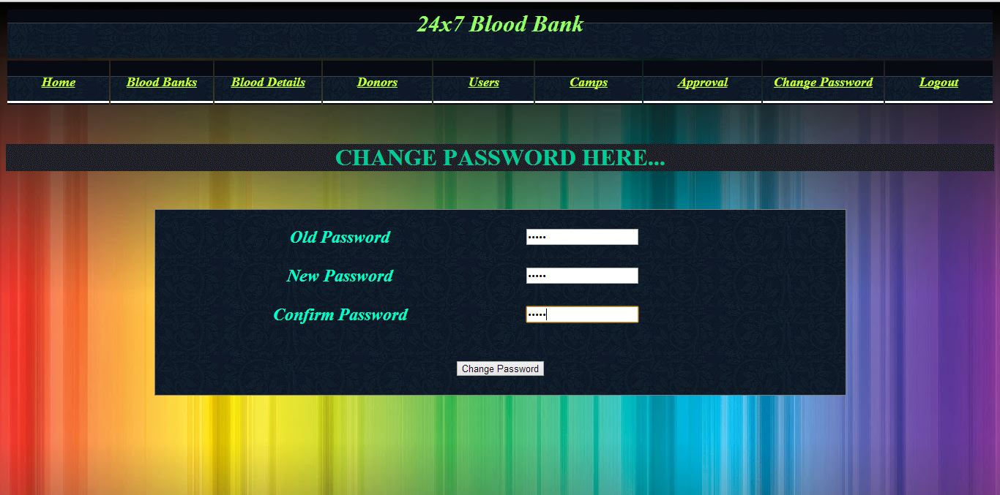 24x7 Blood Bank
Home Blood Banks Blood Details Donors Users Camps Approval Change Password Logout
CHANGE PASSWORD HERE...
Old Password •••••
New Password •••••
Confirm Password •••••
Change Password